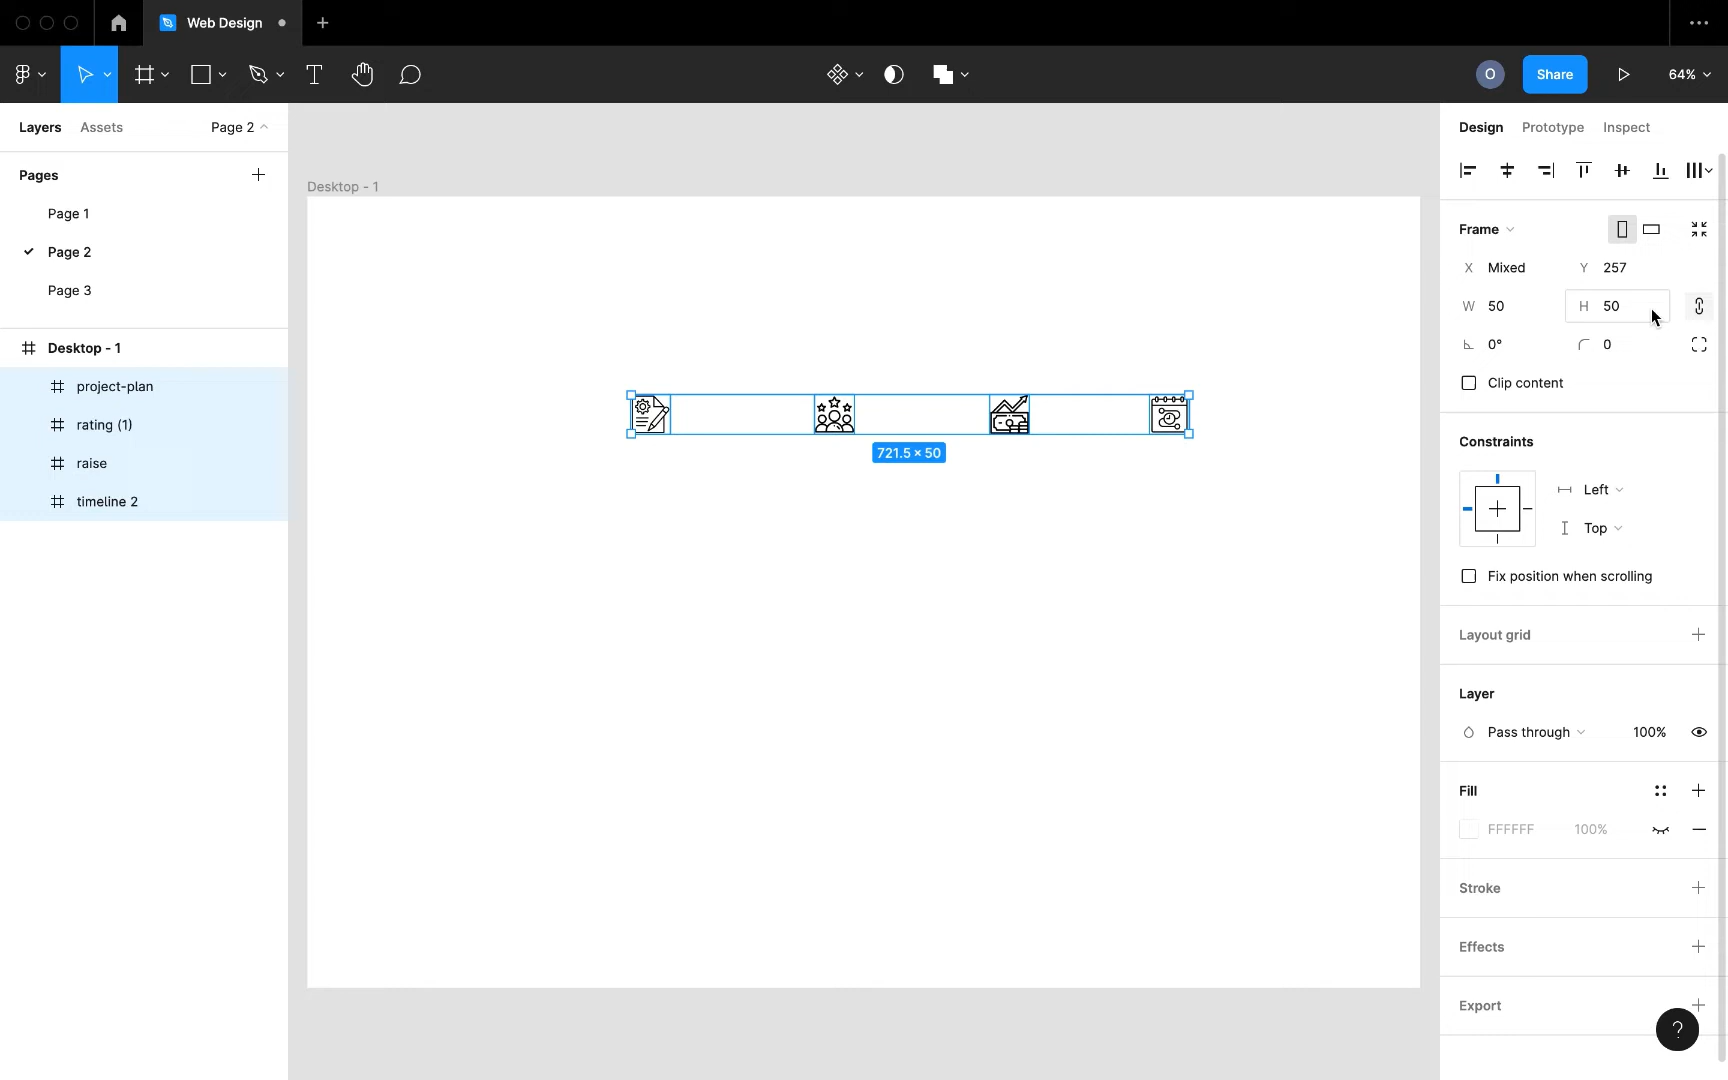 Web Design
Share
64%
Layers Assets Page 2
Pages
Page 1
Page 2
Page 3
Desktop - 1
project-plan
rating (1)
raise
timeline 2
Desktop - 1
721.5 × 50
Design Prototype Inspect
Frame
X Mixed Y 257
W 50 H 50
0° 0
Clip content
Constraints
Left
Top
Fix position when scrolling
Layout grid
Layer
Pass through 100%
Fill
FFFFFF 100%
Stroke
Effects
Export
O
?